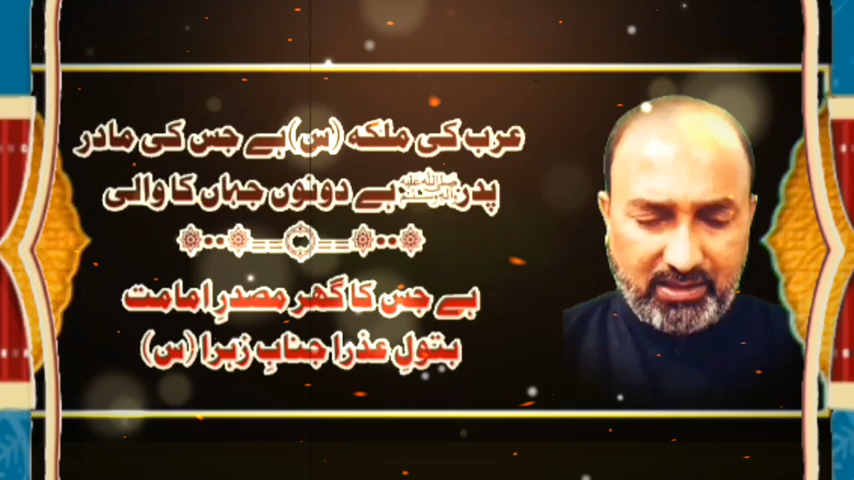 عرب کی ملکہ (س) ہے جس کی مادر
پدر ﷺ ہے دونوں جہاں کا والی
ہے جس کا گھر مصدرِ امامت
بتولِ عذرا جنابِ زہرا (س)